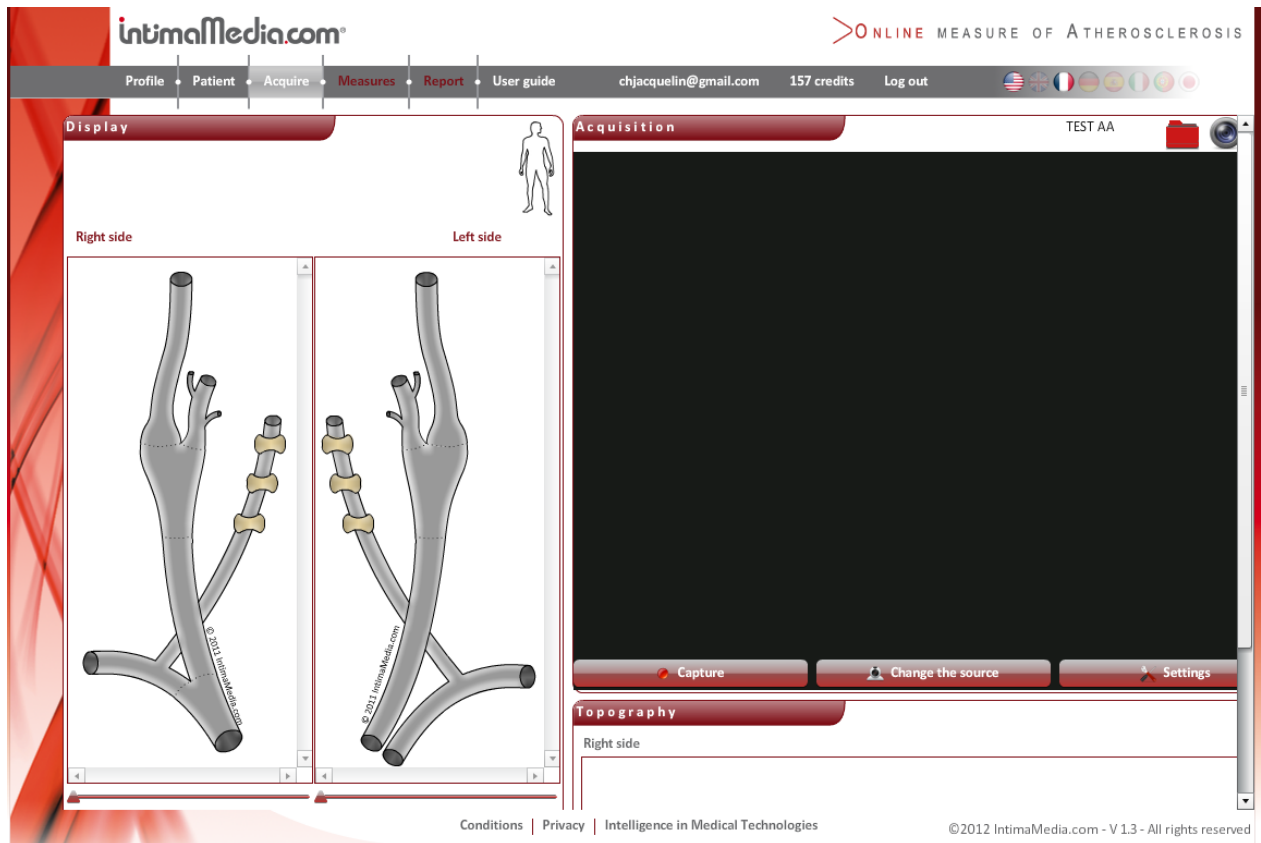 intimaMedia.com®
ONLINE MEASURE OF ATHEROSCLEROSIS
Profile Patient Acquire Measures Report User guide chjacquelin@gmail.com 157 credits Log out
Display
Right side Left side
© 2011 IntimaMedia.com
© 2011 IntimaMedia.com
Acquisition TEST AA
Capture Change the source Settings
Topography
Right side
Conditions | Privacy | Intelligence in Medical Technologies
©2012 IntimaMedia.com - V 1.3 - All rights reserved